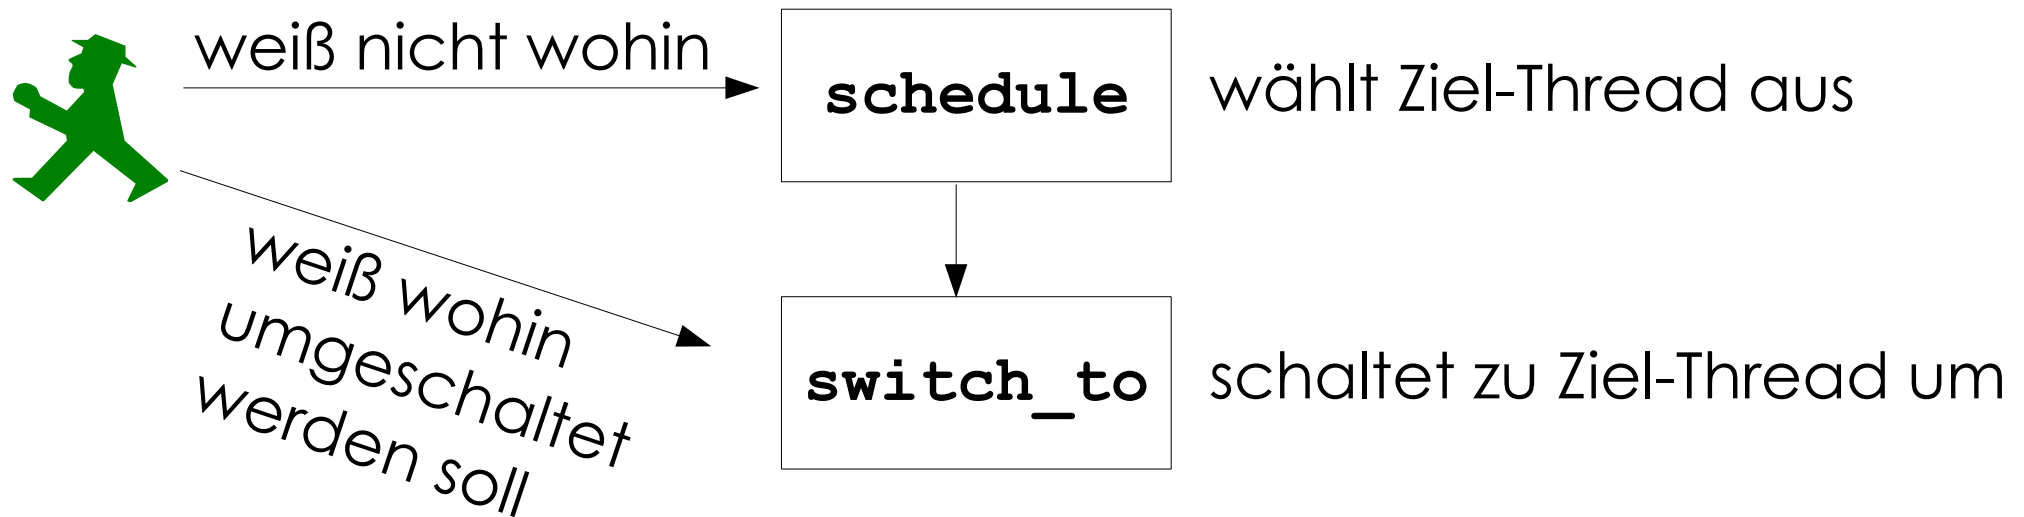 weiß nicht wohin
schedule
wählt Ziel-Thread aus
weiß wohin
umgeschaltet
werden soll
switch_to
schaltet zu Ziel-Thread um